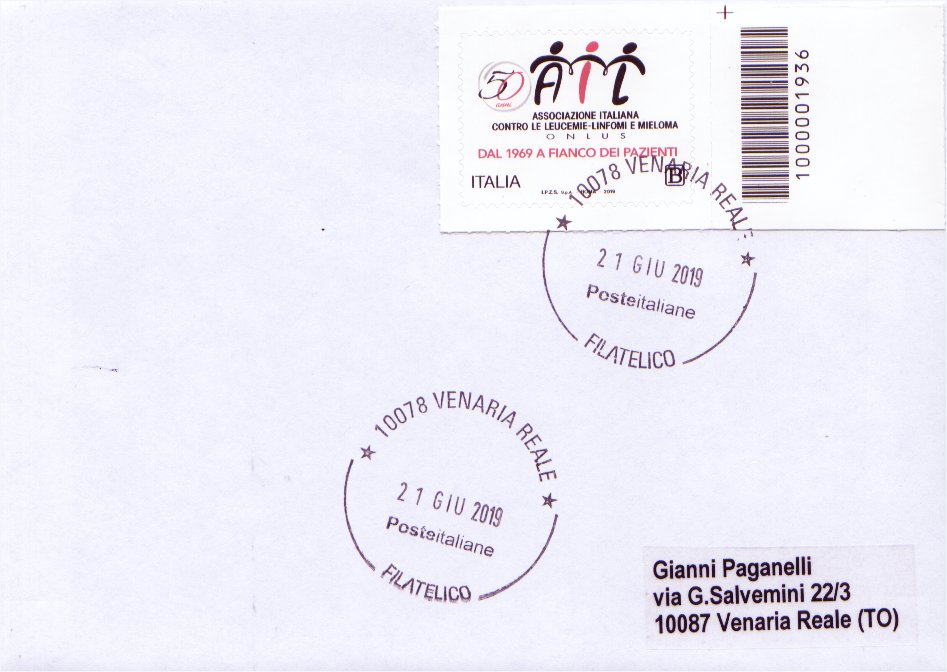 50
anni
AIL
ASSOCIAZIONE ITALIANA
CONTRO LE LEUCEMIE-LINFOMI E MIELOMA
ONLUS
DAL 1969 A FIANCO DEI PAZIENTI
ITALIA
B
I.P.Z.S. S.p.A. - ROMA 2019
1000001936
10078 VENARIA REALE
21 GIU 2019
Posteitaliane
FILATELICO
10078 VENARIA REALE
21 GIU 2019
Posteitaliane
FILATELICO
Gianni Paganelli
via G.Salvemini 22/3
10087 Venaria Reale (TO)